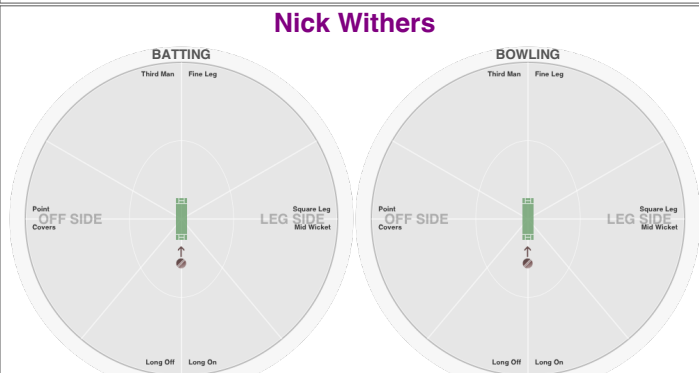 Nick Withers
BATTING
Third Man Fine Leg
Point
OFF SIDE
Covers
Square Leg
LEG SIDE
Mid Wicket
Long Off Long On
BOWLING
Third Man Fine Leg
Point
OFF SIDE
Covers
Square Leg
LEG SIDE
Mid Wicket
Long Off Long On